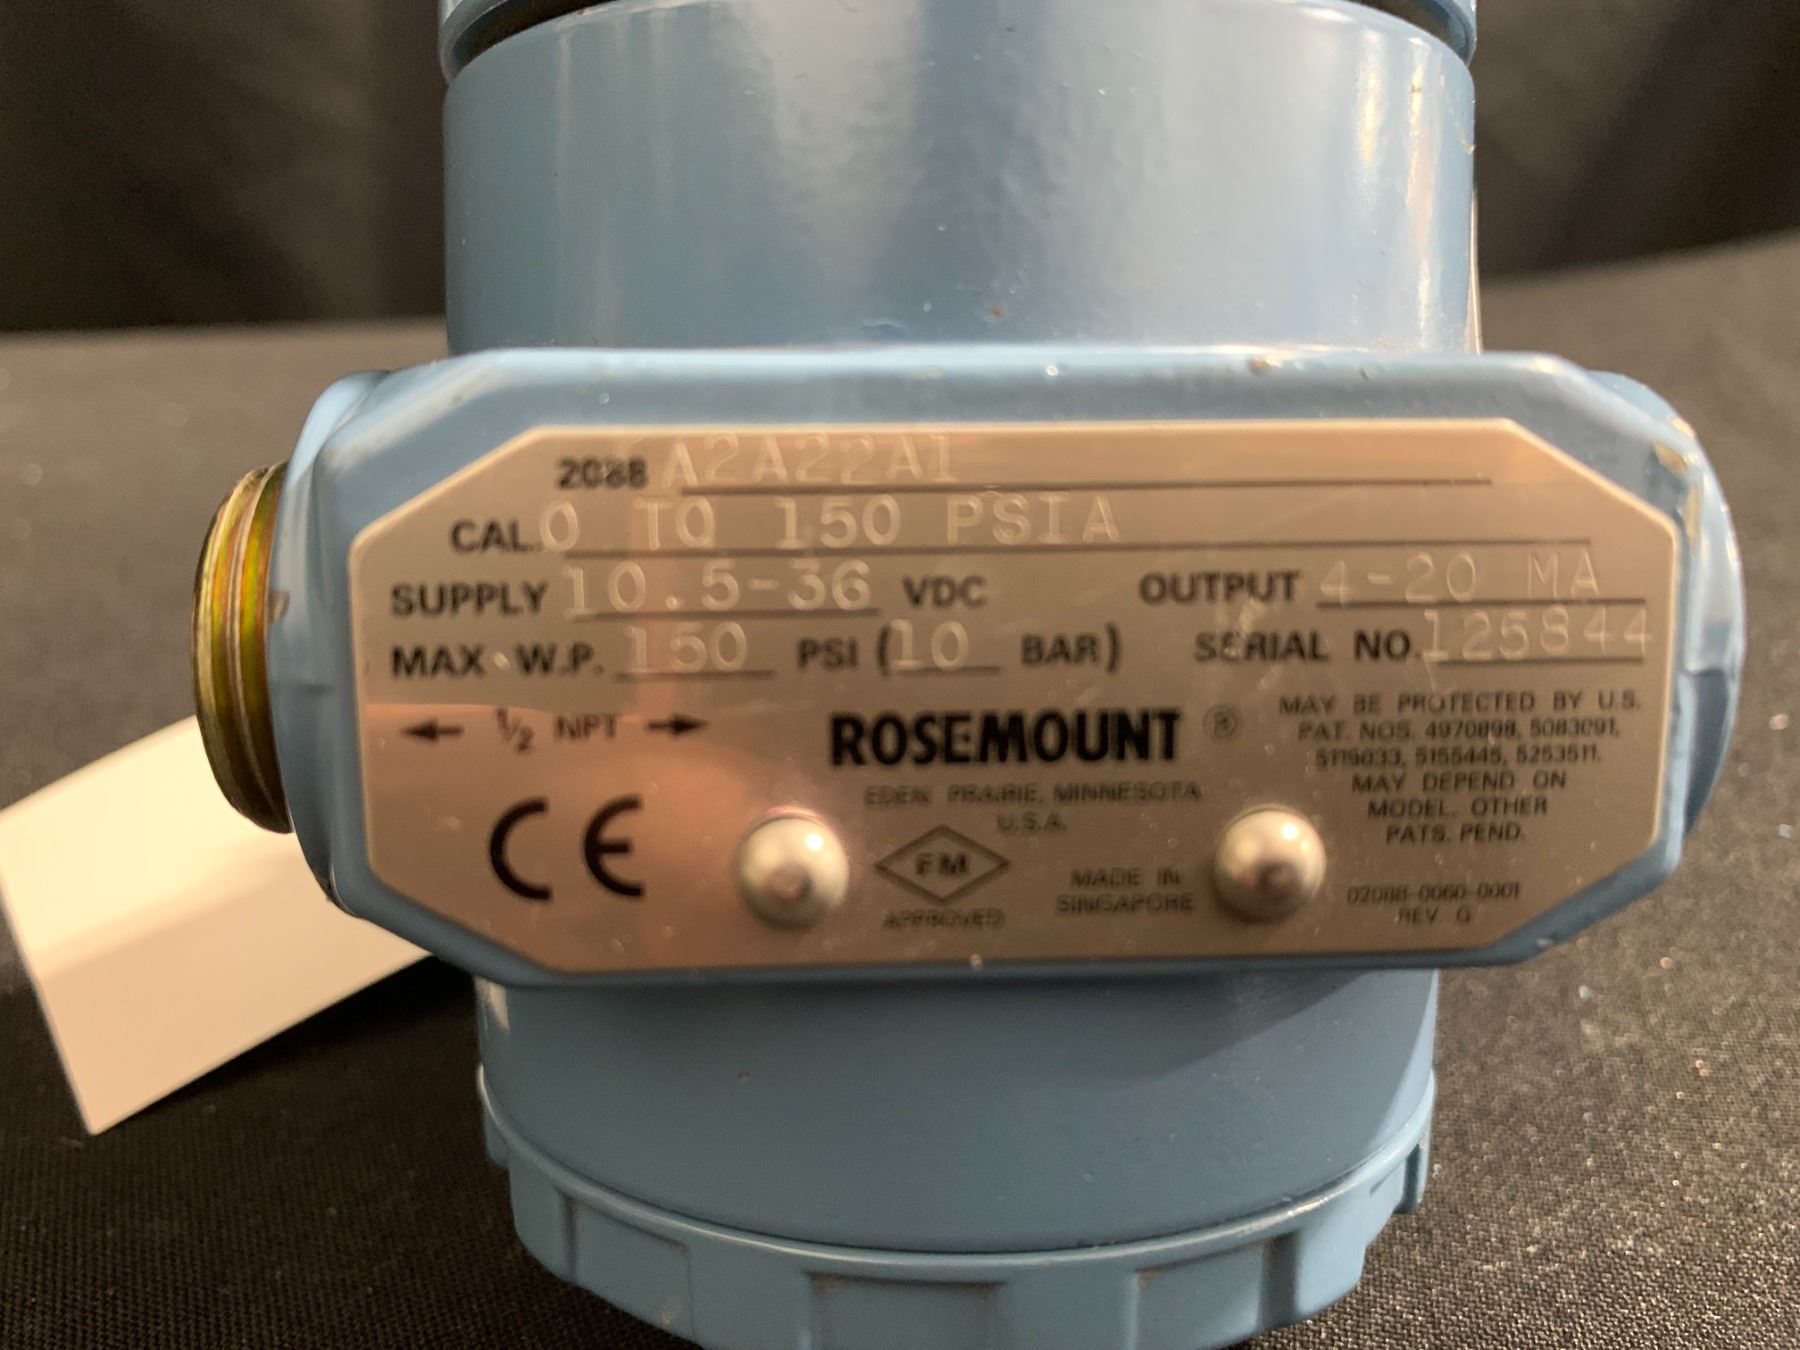 2088 A2A22A1
CAL. 0 TO 150 PSIA
SUPPLY 10.5-36 VDC OUTPUT 4-20 MA
MAX. W.P. 150 PSI (10 BAR) SERIAL NO. 125844
← 1/2 NPT →
ROSEMOUNT ®
EDEN PRAIRIE, MINNESOTA
U.S.A.
MAY BE PROTECTED BY U.S.
PAT. NOS. 4970898, 5083091,
5119033, 5155445, 5253511.
MAY DEPEND ON
MODEL. OTHER
PATS. PEND.
CE
FM
APPROVED
MADE IN
SINGAPORE
02088-0060-0001
REV G